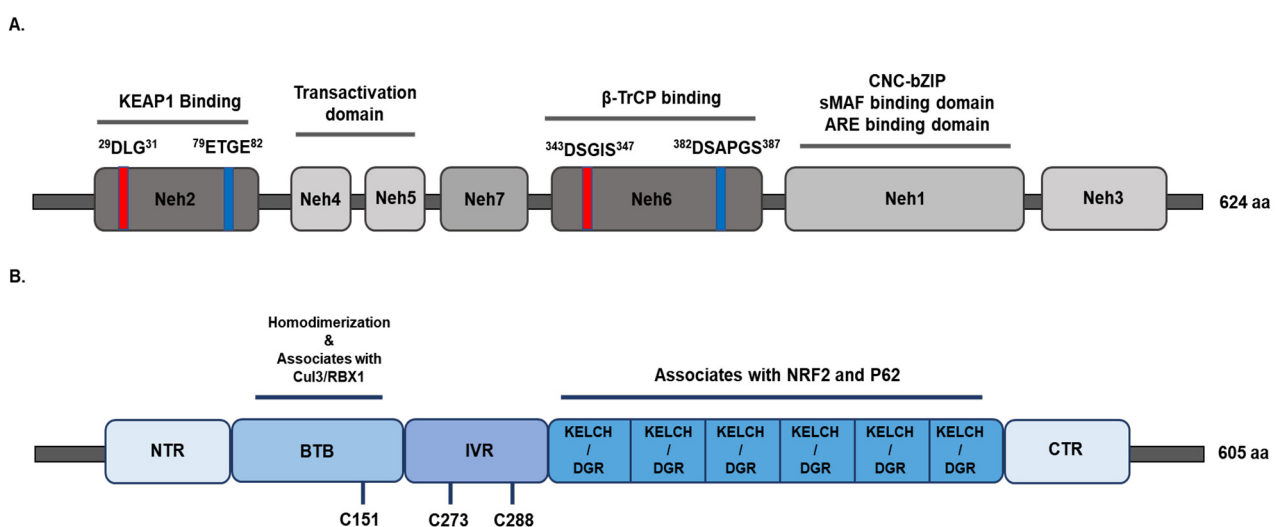 A.
KEAP1 Binding
Transactivation
domain
β-TrCP binding
CNC-bZIP
sMAF binding domain
ARE binding domain
²⁹DLG³¹ ⁷⁹ETGE⁸² ³⁴³DSGIS³⁴⁷ ³⁸²DSAPGS³⁸⁷
Neh2 Neh4 Neh5 Neh7 Neh6 Neh1 Neh3 624 aa
B.
Homodimerization
&
Associates with
Cul3/RBX1
Associates with NRF2 and P62
NTR BTB IVR CTR 605 aa
KELCH KELCH KELCH KELCH KELCH KELCH
/ / / / / /
DGR DGR DGR DGR DGR DGR
C151 C273 C288